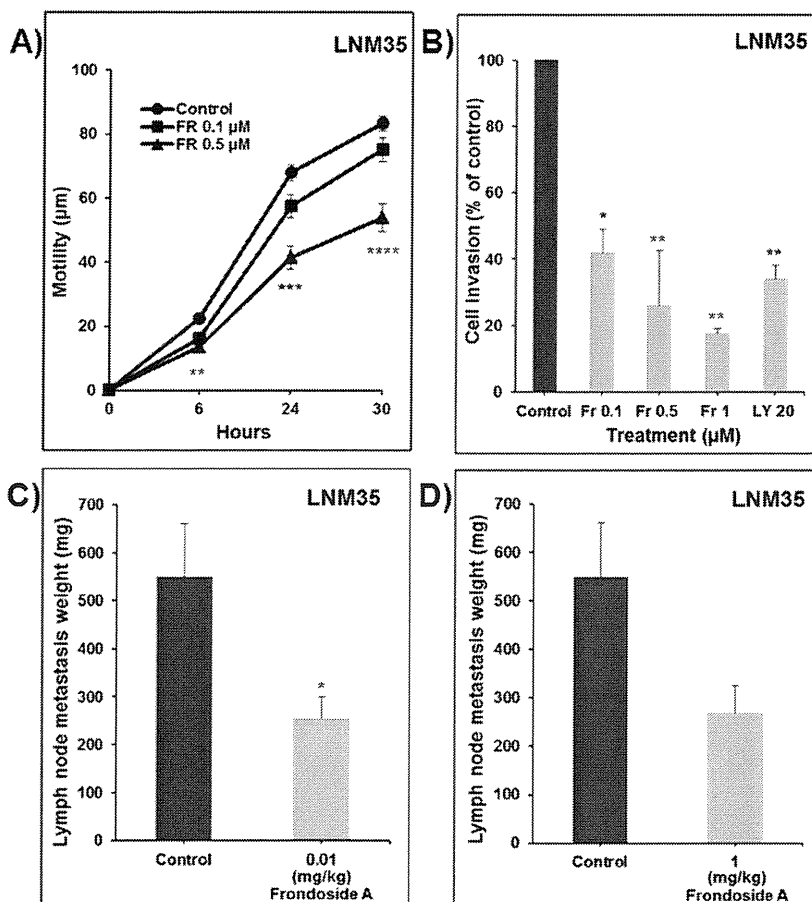 A)
LNM35
Control
FR 0.1 µM
FR 0.5 µM
Motility (µm)
100
80
60
40
20
0
**
***
****
0 6 24 30
Hours
B)
LNM35
Cell invasion (% of control)
100
80
60
40
20
0
*
**
**
**
Control Fr 0.1 Fr 0.5 Fr 1 LY 20
Treatment (µM)
C)
LNM35
Lymph node metastasis weight (mg)
700
600
500
400
300
200
100
0
*
Control 0.01
(mg/kg)
Frondoside A
D)
LNM35
Lymph node metastasis weight (mg)
700
600
500
400
300
200
100
0
Control 1
(mg/kg)
Frondoside A